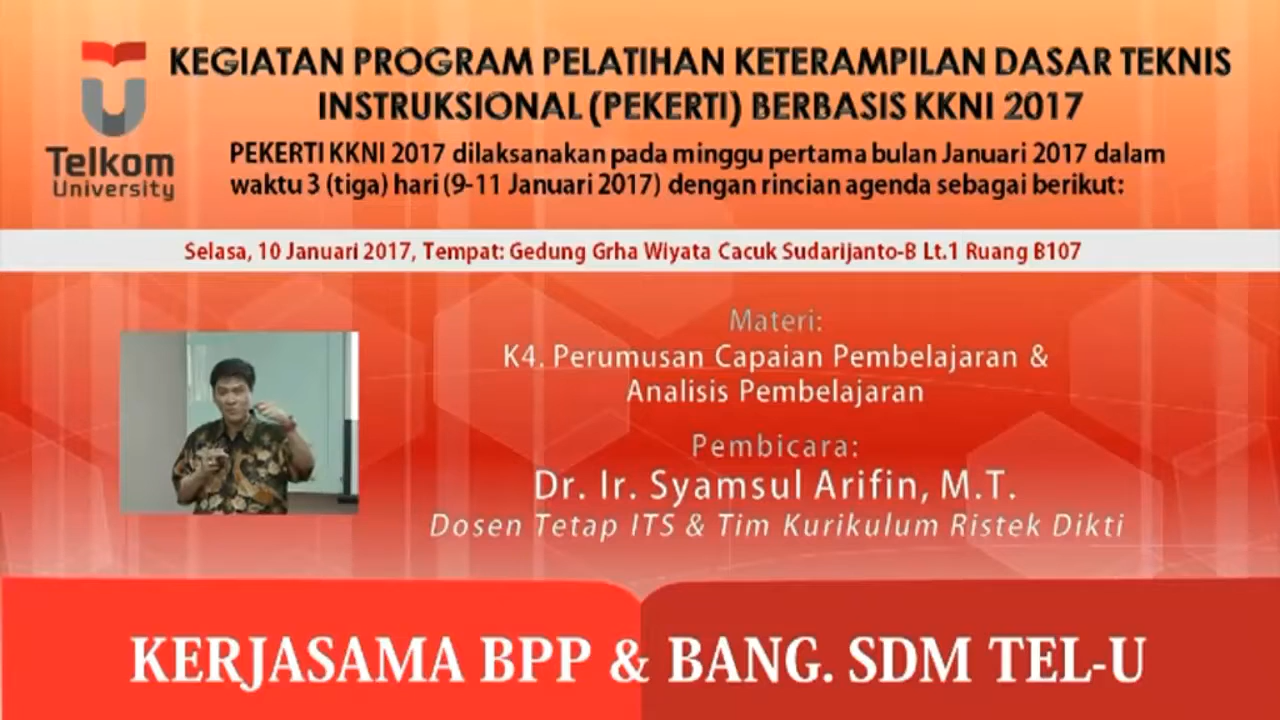 KEGIATAN PROGRAM PELATIHAN KETERAMPILAN DASAR TEKNIS
INSTRUKSIONAL (PEKERTI) BERBASIS KKNI 2017
Telkom
University
PEKERTI KKNI 2017 dilaksanakan pada minggu pertama bulan Januari 2017 dalam
waktu 3 (tiga) hari (9-11 Januari 2017) dengan rincian agenda sebagai berikut:
Selasa, 10 Januari 2017, Tempat: Gedung Grha Wiyata Cacuk Sudarijanto-B Lt.1 Ruang B107
Materi:
K4. Perumusan Capaian Pembelajaran &
Analisis Pembelajaran
Pembicara:
Dr. Ir. Syamsul Arifin, M.T.
Dosen Tetap ITS & Tim Kurikulum Ristek Dikti
KERJASAMA BPP & BANG. SDM TEL-U